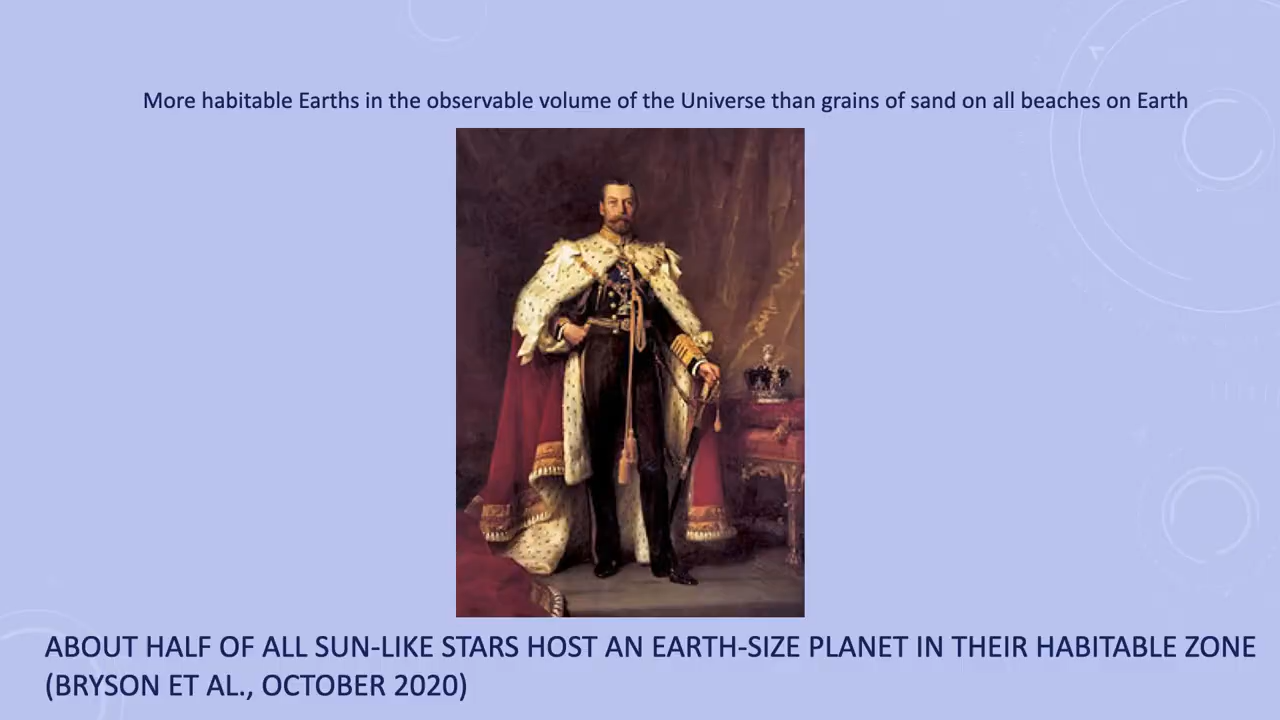 More habitable Earths in the observable volume of the Universe than grains of sand on all beaches on Earth
ABOUT HALF OF ALL SUN-LIKE STARS HOST AN EARTH-SIZE PLANET IN THEIR HABITABLE ZONE
(BRYSON ET AL., OCTOBER 2020)